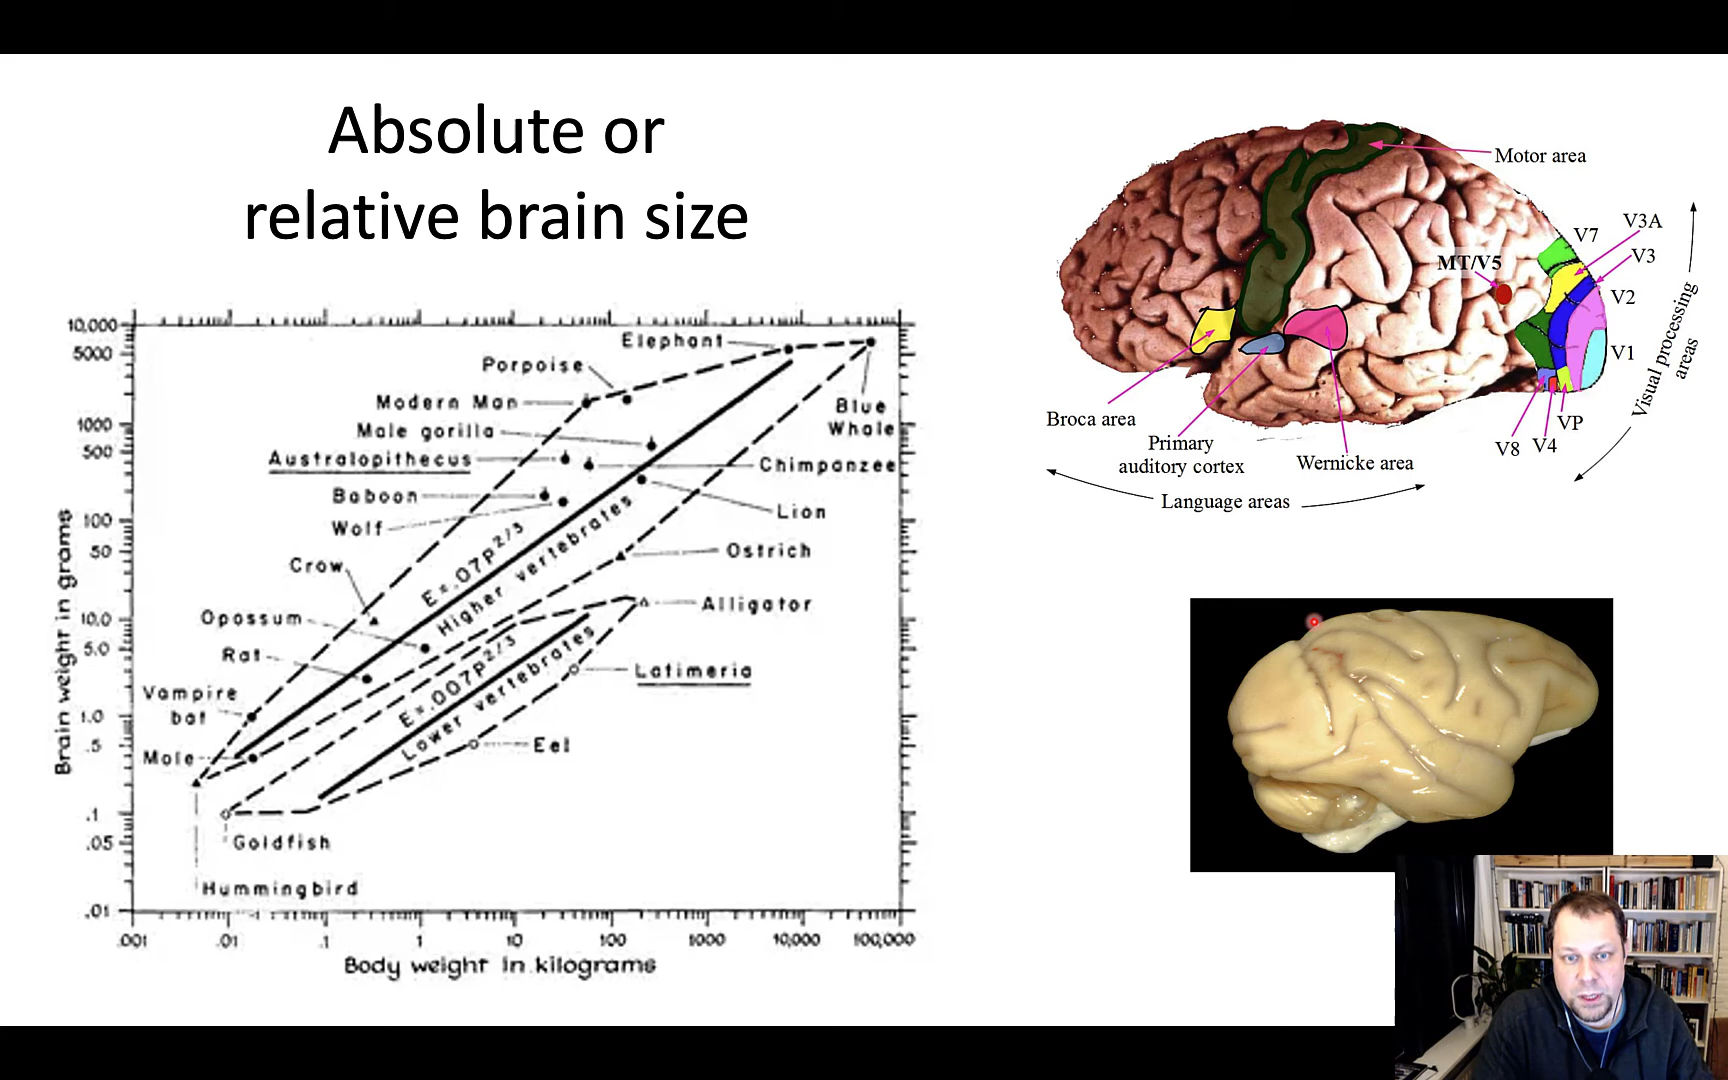 Absolute or
relative brain size
10,000
5000
1000
500
100
50
10.0
5.0
1.0
.5
.1
.05
.01
Brain weight in grams
.001
.01
.1
1
10
100
1000
10,000
100,000
Body weight in kilograms
Elephant
Porpoise
Modern Man
Blue
Whale
Male gorilla
Australopithecus
Chimpanzee
Baboon
Wolf
Lion
Crow
Ostrich
E=.07P2/3
Higher vertebrates
Opossum
Alligator
Rat
E=.007P2/3
Lower vertebrates
Latimeria
Vampire
bat
Mole
Eel
Goldfish
Hummingbird
Motor area
V3A
V7
V3
MT/V5
V2
V1
Visual processing
areas
VP
V8
V4
Broca area
Primary
auditory cortex
Wernicke area
Language areas